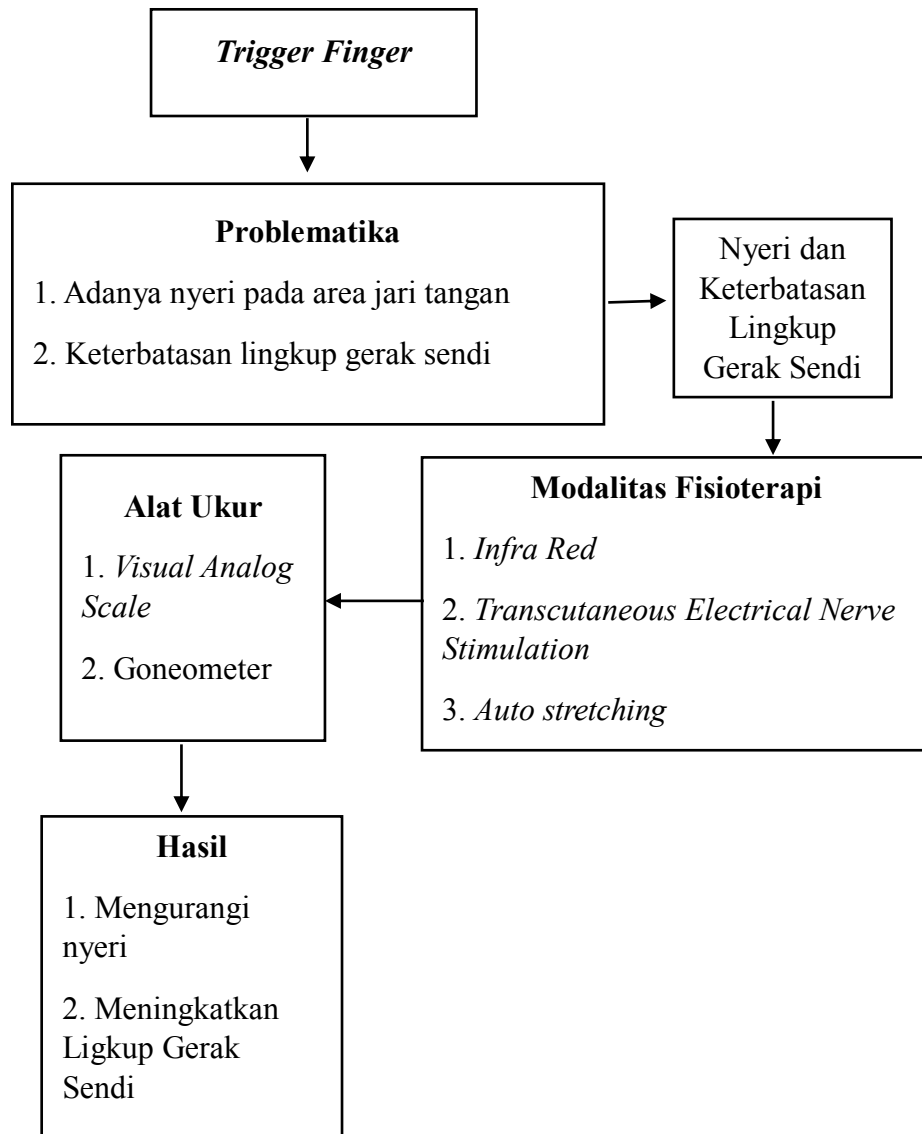 Trigger Finger
Problematika
1. Adanya nyeri pada area jari tangan
2. Keterbatasan lingkup gerak sendi
Nyeri dan
Keterbatasan
Lingkup
Gerak Sendi
Modalitas Fisioterapi
1. Infra Red
2. Transcutaneous Electrical Nerve
Stimulation
3. Auto stretching
Alat Ukur
1. Visual Analog
Scale
2. Goneometer
Hasil
1. Mengurangi
nyeri
2. Meningkatkan
Ligkup Gerak
Sendi